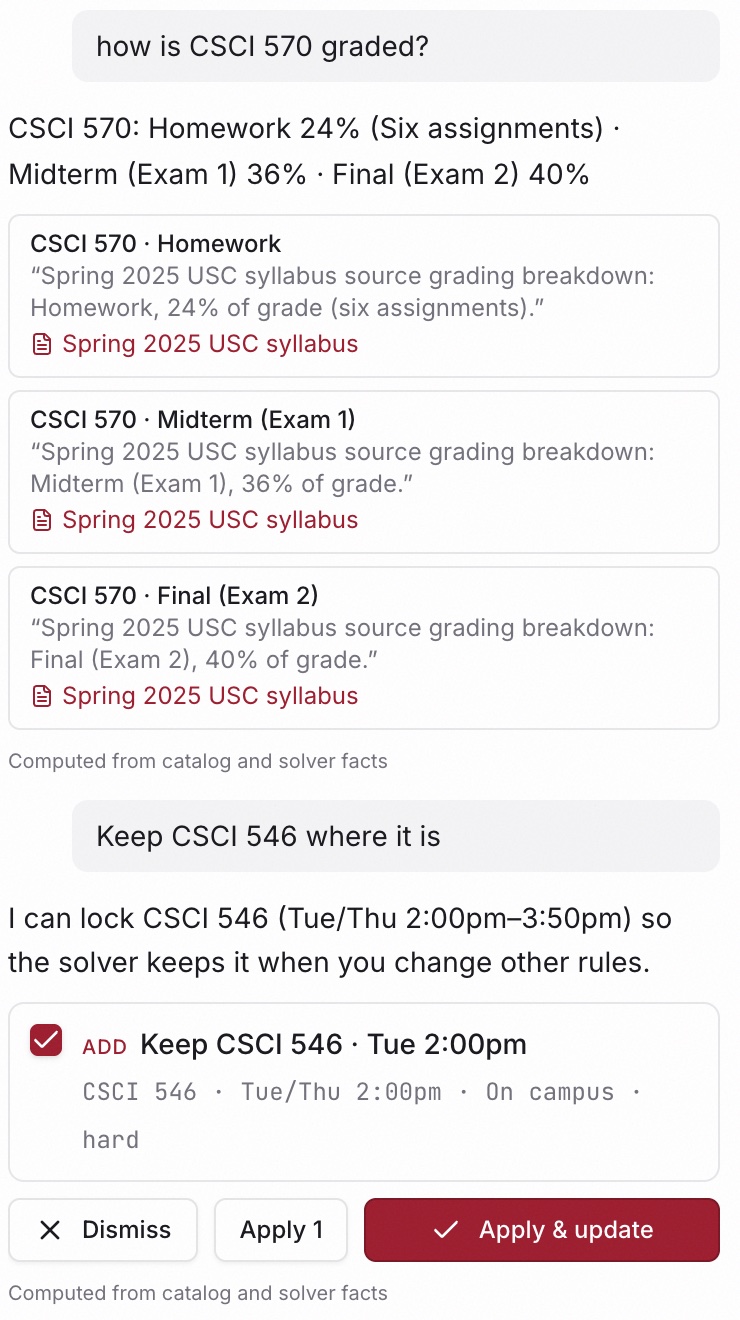 how is CSCI 570 graded?
CSCI 570: Homework 24% (Six assignments) ·
Midterm (Exam 1) 36% · Final (Exam 2) 40%
CSCI 570 · Homework
“Spring 2025 USC syllabus source grading breakdown:
Homework, 24% of grade (six assignments).”
Spring 2025 USC syllabus
CSCI 570 · Midterm (Exam 1)
“Spring 2025 USC syllabus source grading breakdown:
Midterm (Exam 1), 36% of grade.”
Spring 2025 USC syllabus
CSCI 570 · Final (Exam 2)
“Spring 2025 USC syllabus source grading breakdown:
Final (Exam 2), 40% of grade.”
Spring 2025 USC syllabus
Computed from catalog and solver facts
Keep CSCI 546 where it is
I can lock CSCI 546 (Tue/Thu 2:00pm–3:50pm) so
the solver keeps it when you change other rules.
ADD Keep CSCI 546 · Tue 2:00pm
CSCI 546 · Tue/Thu 2:00pm · On campus ·
hard
Dismiss Apply 1 Apply & update
Computed from catalog and solver facts